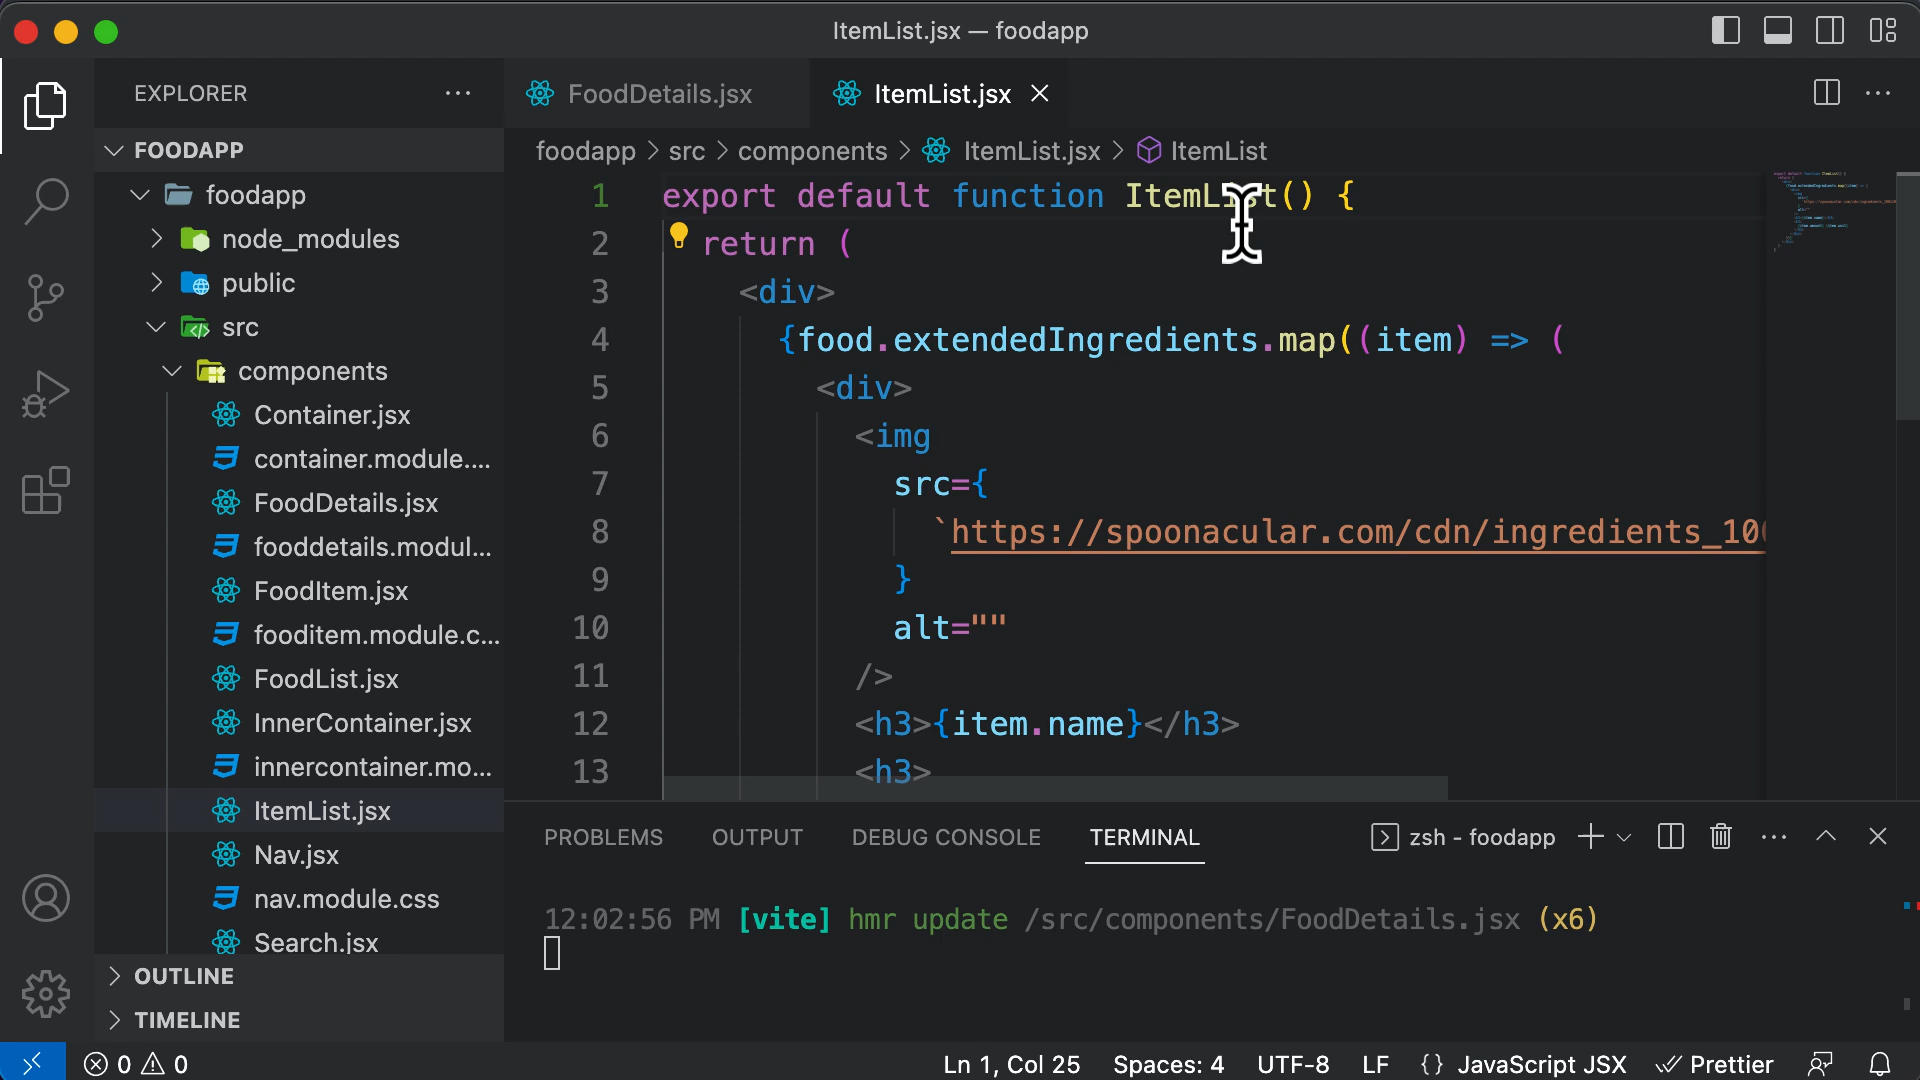 ItemList.jsx — foodapp
EXPLORER
FOODAPP
foodapp
node_modules
public
src
components
Container.jsx
container.module....
FoodDetails.jsx
fooddetails.modul...
FoodItem.jsx
fooditem.module.c...
FoodList.jsx
InnerContainer.jsx
innercontainer.mo...
ItemList.jsx
Nav.jsx
nav.module.css
Search.jsx
OUTLINE
TIMELINE
FoodDetails.jsx ItemList.jsx
foodapp > src > components > ItemList.jsx > ItemList
1 export default function ItemList() {
2 return (
3 <div>
4 {food.extendedIngredients.map((item) => (
5 <div>
6 <img
7 src={
8 `https://spoonacular.com/cdn/ingredients_100
9 }
10 alt=""
11 />
12 <h3>{item.name}</h3>
13 <h3>
PROBLEMS OUTPUT DEBUG CONSOLE TERMINAL zsh - foodapp
12:02:56 PM [vite] hmr update /src/components/FoodDetails.jsx (x6)
0 0 Ln 1, Col 25 Spaces: 4 UTF-8 LF {} JavaScript JSX Prettier